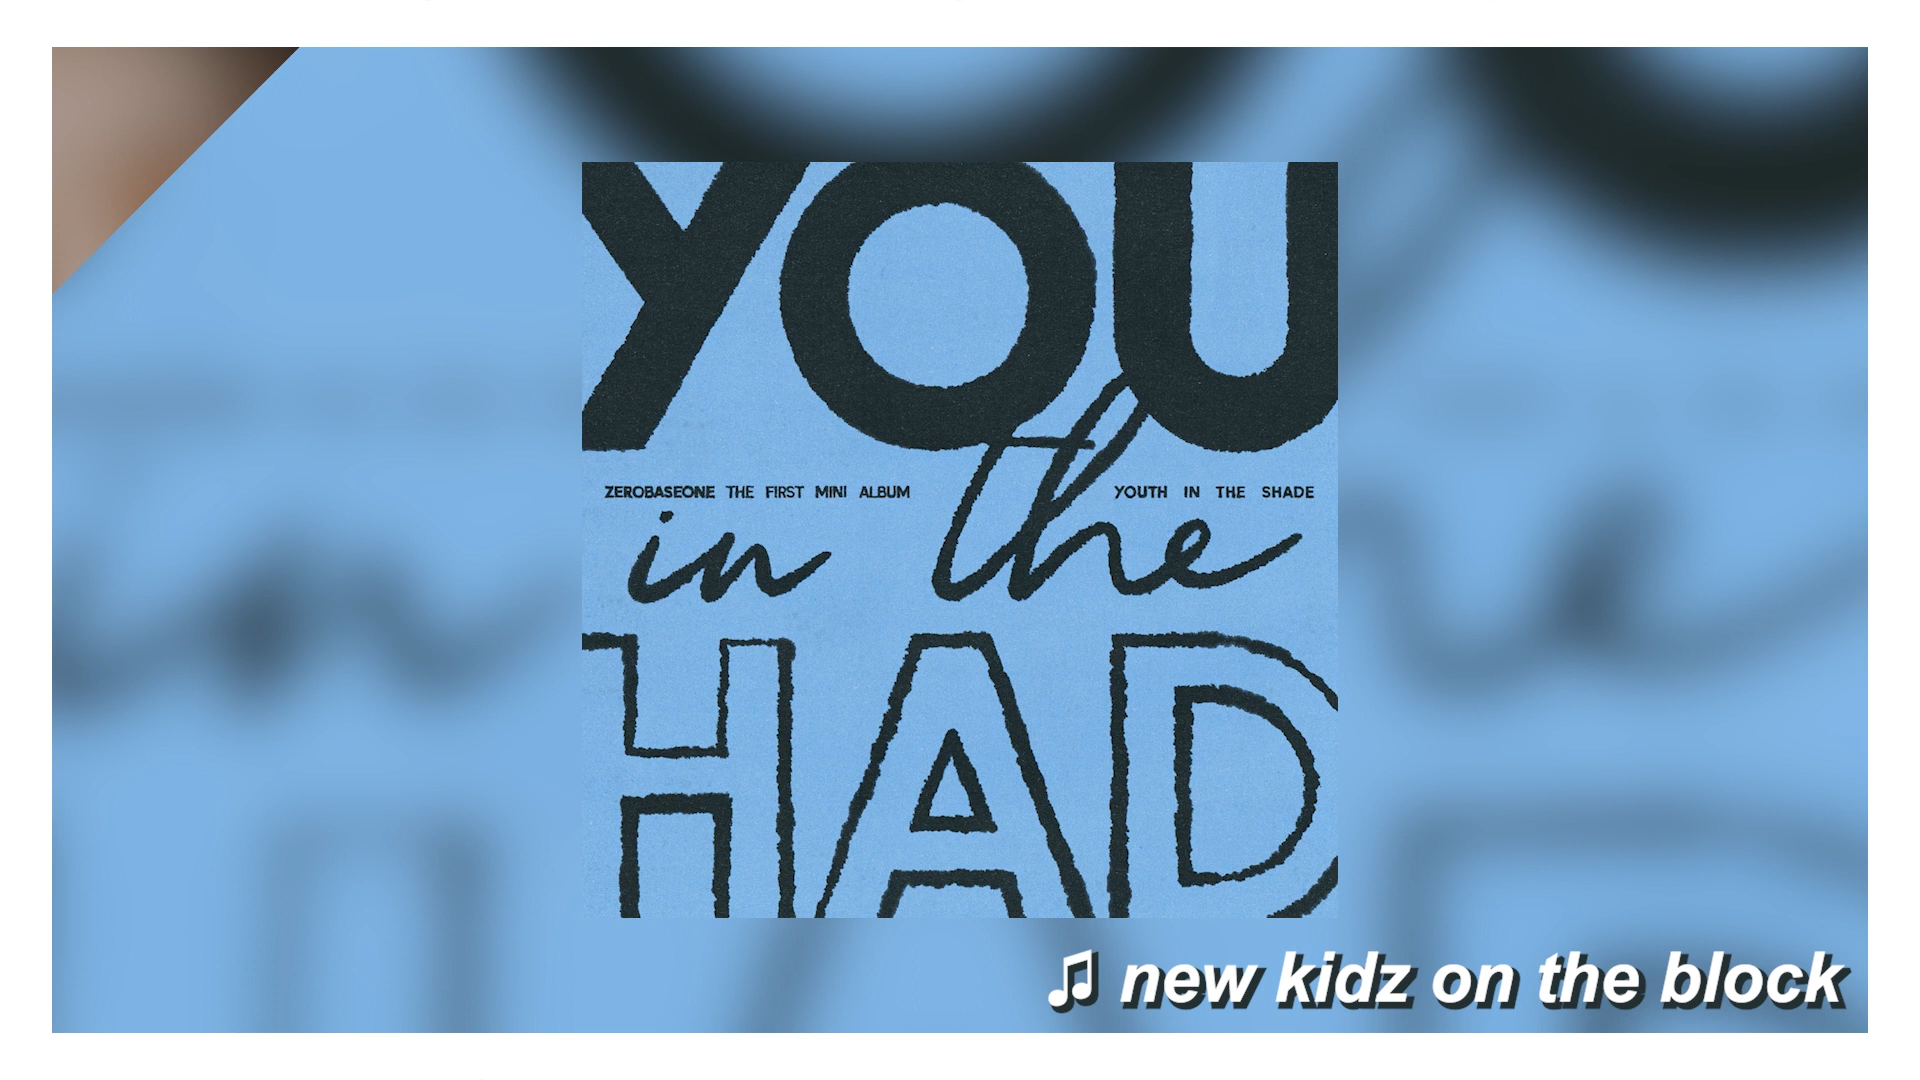 YOU
ZEROBASEONE THE FIRST MINI ALBUM YOUTH IN THE SHADE
in the
HAD
♫ new kidz on the block